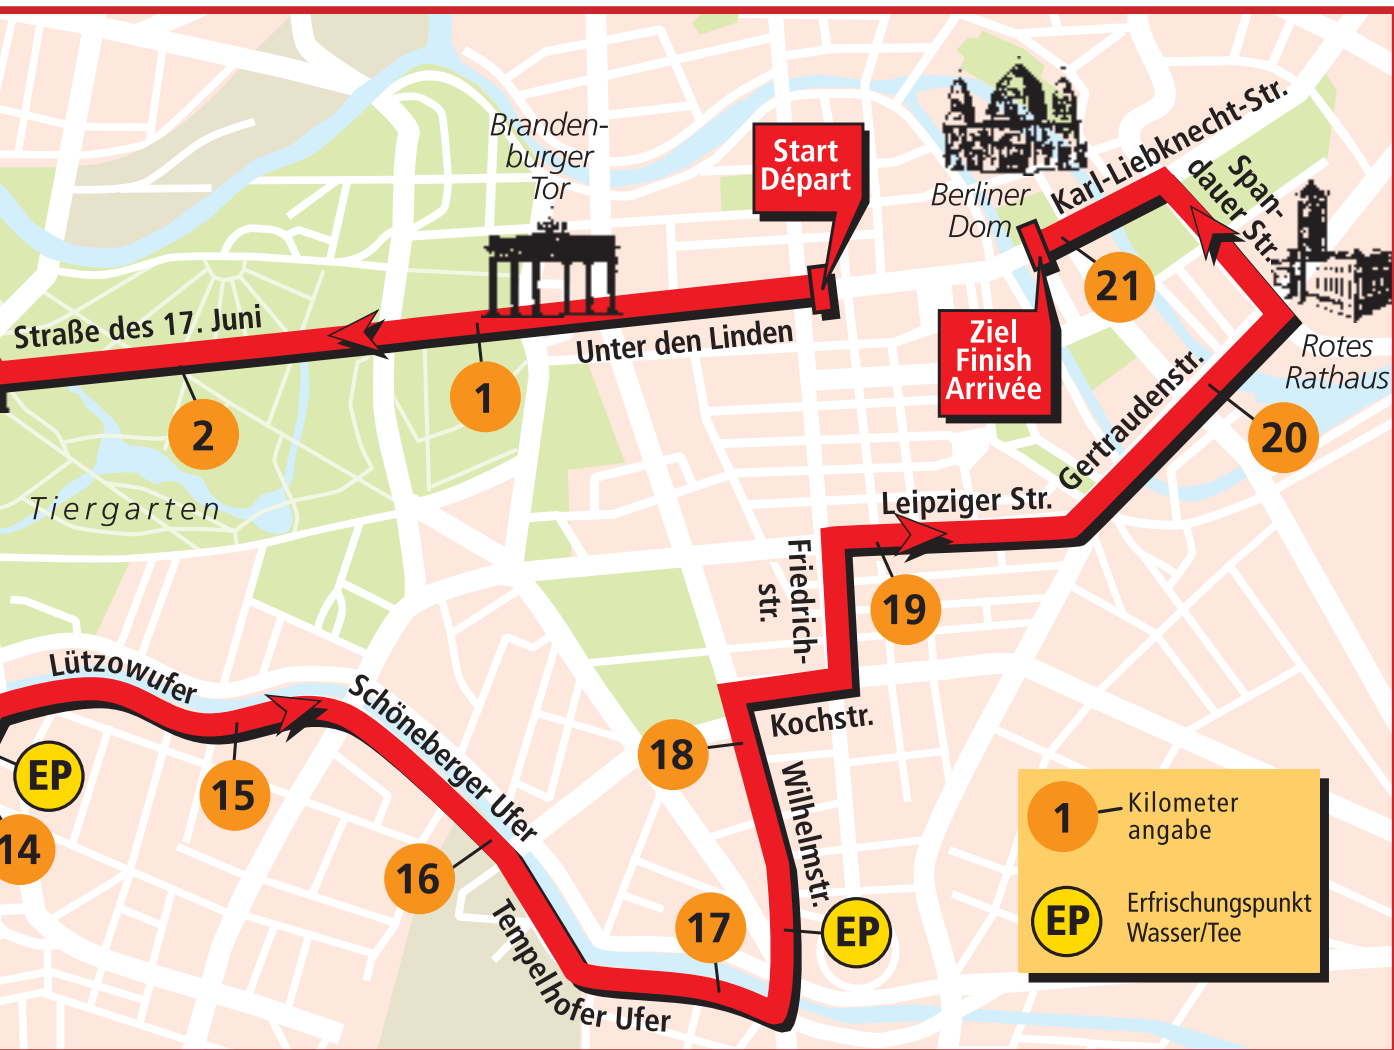 Branden-
burger
Tor
Start
Départ
Berliner
Dom
Karl-Liebknecht-Str.
Span-
dauer Str.
Straße des 17. Juni
Unter den Linden
1
2
21
Ziel
Finish
Arrivée
Rotes
Rathaus
Gertraudenstr.
20
Tiergarten
Leipziger Str.
Friedrich-
str.
19
Lützowufer
Schöneberger Ufer
Kochstr.
18
EP
14
15
16
Wilhelmstr.
17
EP
Tempelhofer Ufer
1
Kilometer
angabe
EP
Erfrischungspunkt
Wasser/Tee